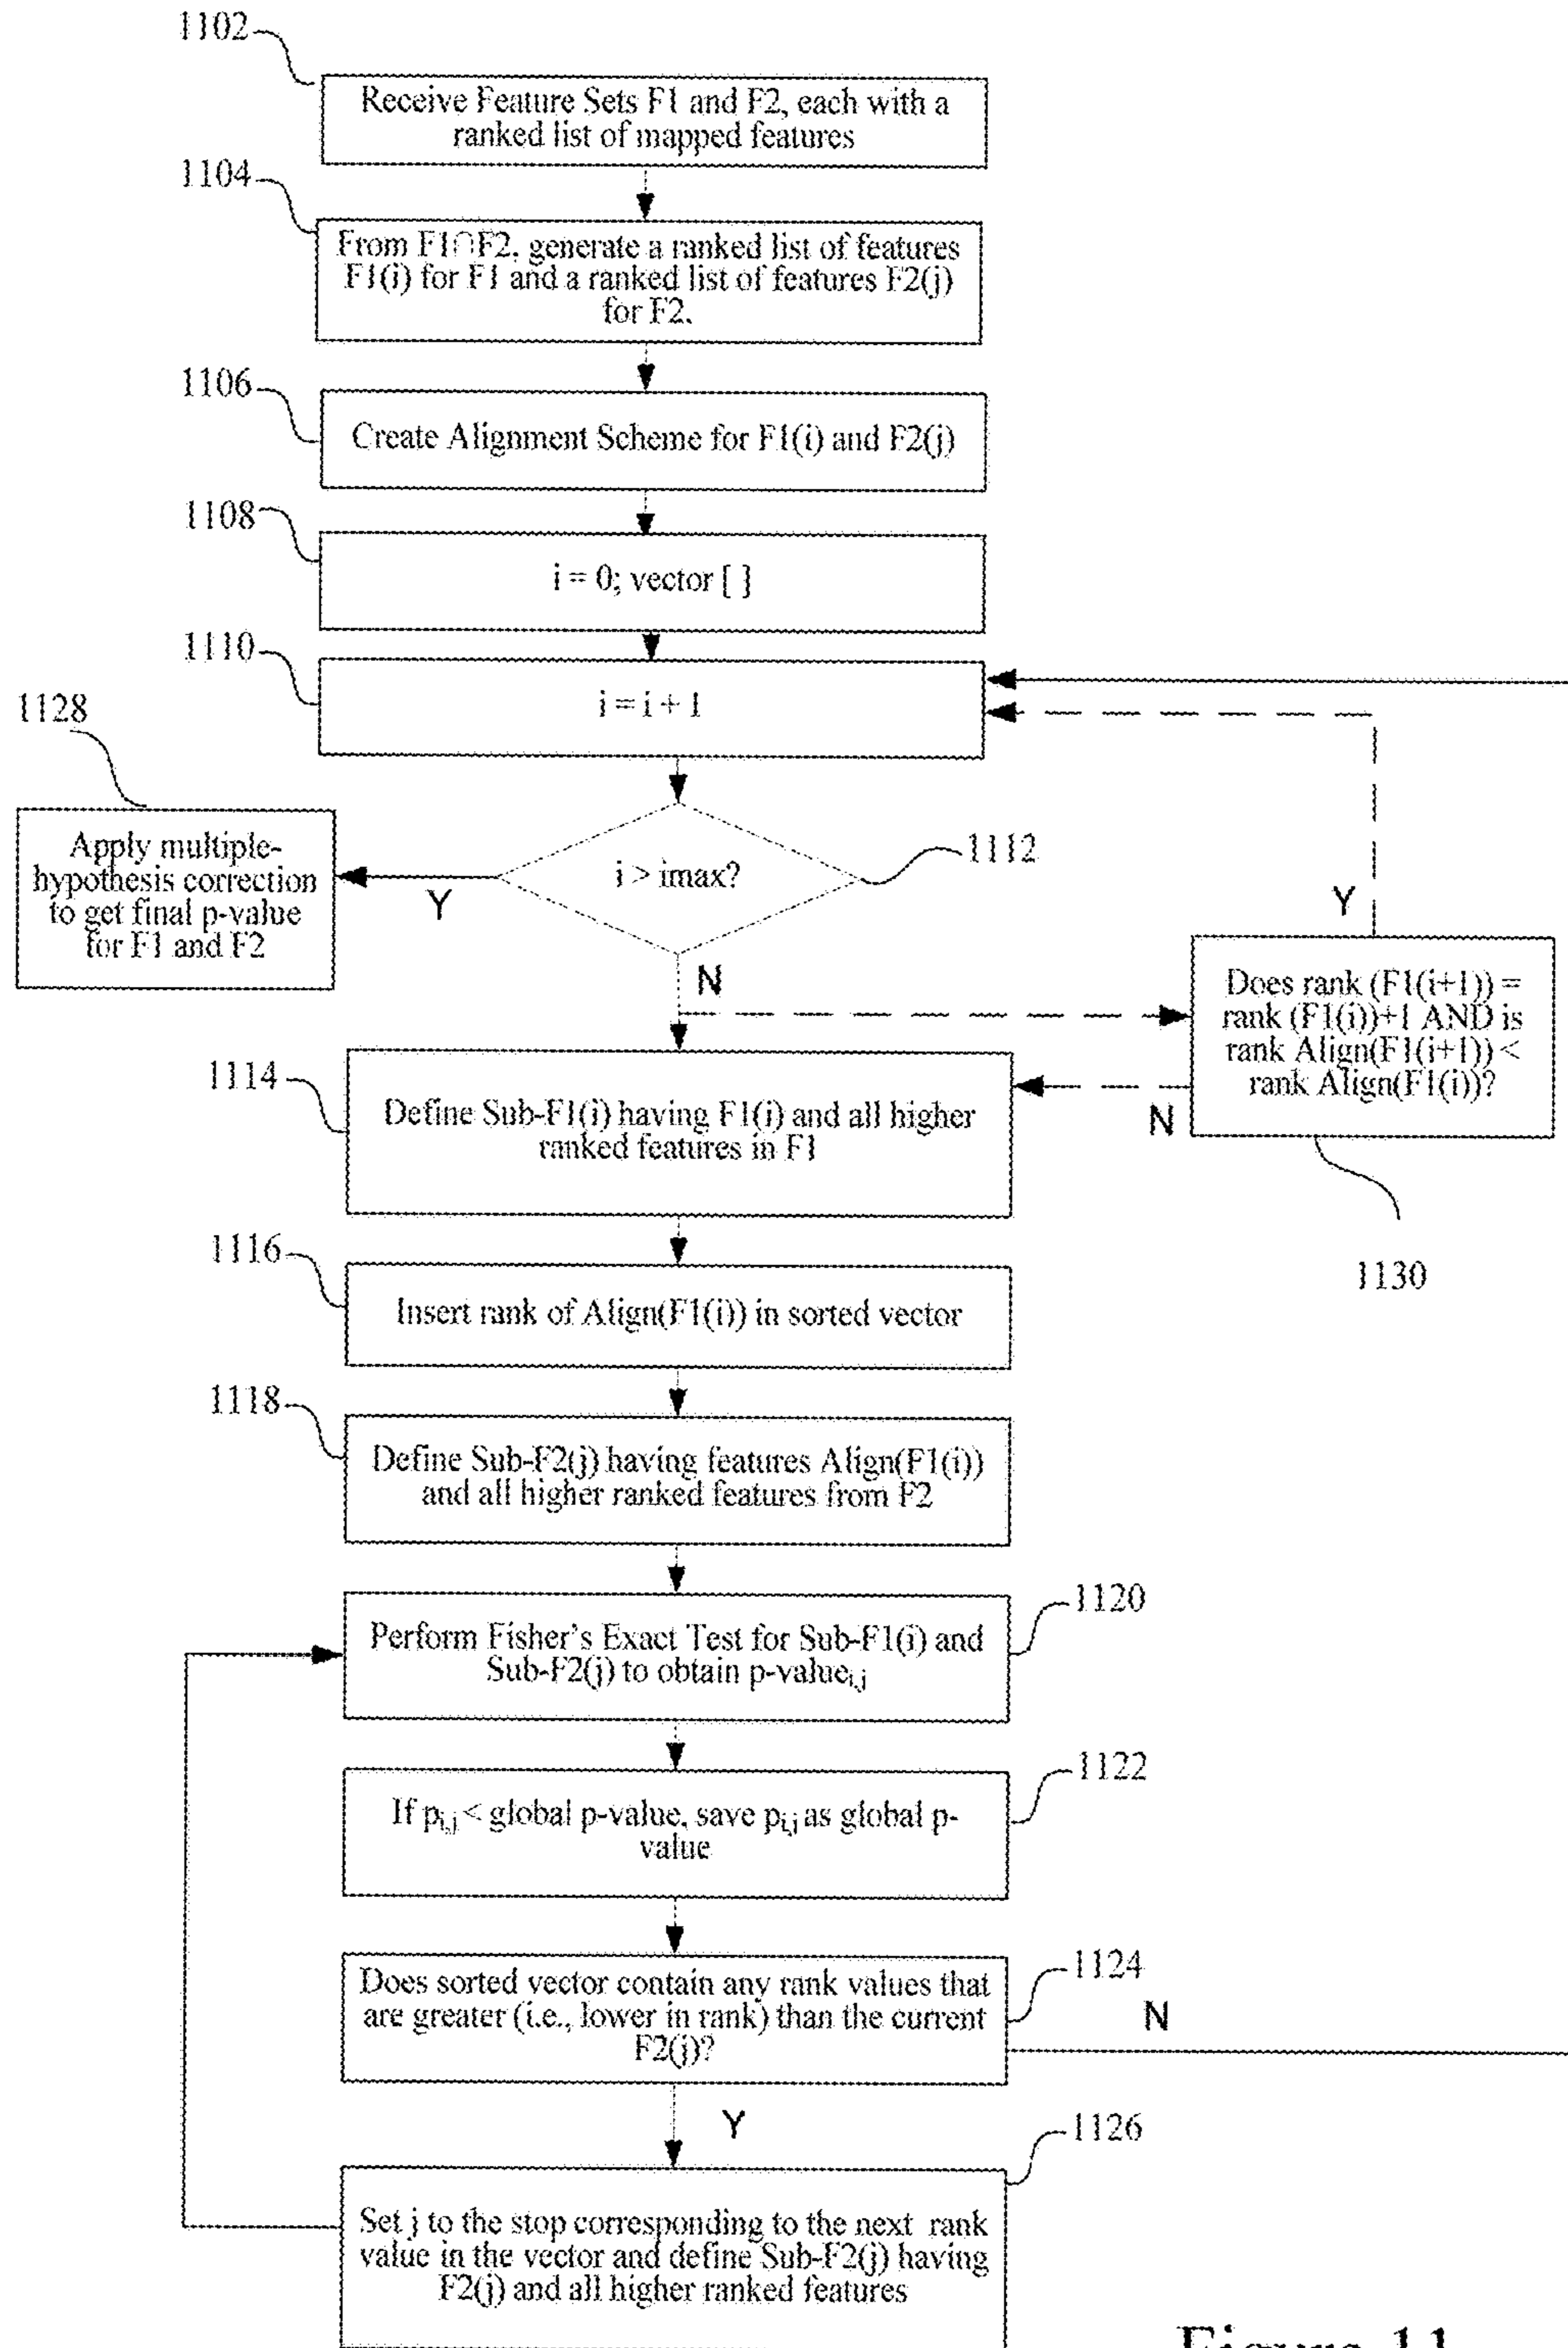 1102
Receive Feature Sets F1 and F2, each with a
ranked list of mapped features
1104
From F1∩F2, generate a ranked list of features
F1(i) for F1 and a ranked list of features F2(j)
for F2.
1106
Create Alignment Scheme for F1(i) and F2(j)
1108
i = 0; vector [ ]
1110
i = i + 1
1128
Apply multiple-
hypothesis correction
to get final p-value
for F1 and F2
Y
i > imax?
1112
N
Y
Does rank (F1(i+1)) =
rank (F1(i))+1 AND is
rank Align(F1(i+1)) <
rank Align(F1(i))?
N
1130
1114
Define Sub-F1(i) having F1(i) and all higher
ranked features in F1
1116
Insert rank of Align(F1(i)) in sorted vector
1118
Define Sub-F2(j) having features Align(F1(i))
and all higher ranked features from F2
1120
Perform Fisher's Exact Test for Sub-F1(i) and
Sub-F2(j) to obtain p-value i,j
1122
If p i,j < global p-value, save p i,j as global p-
value
1124
Does sorted vector contain any rank values that
are greater (i.e., lower in rank) than the current
F2(j)?
N
Y
1126
Set j to the stop corresponding to the next rank
value in the vector and define Sub-F2(j) having
F2(j) and all higher ranked features
Figure 11